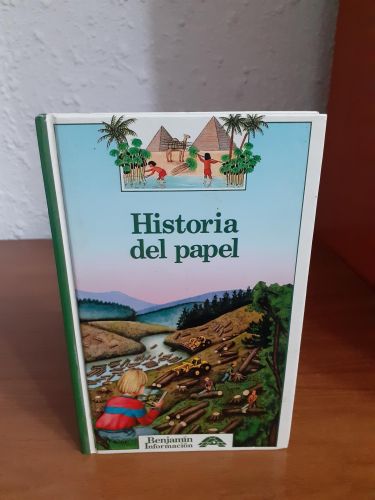 Historia
del papel
Benjamín
Información